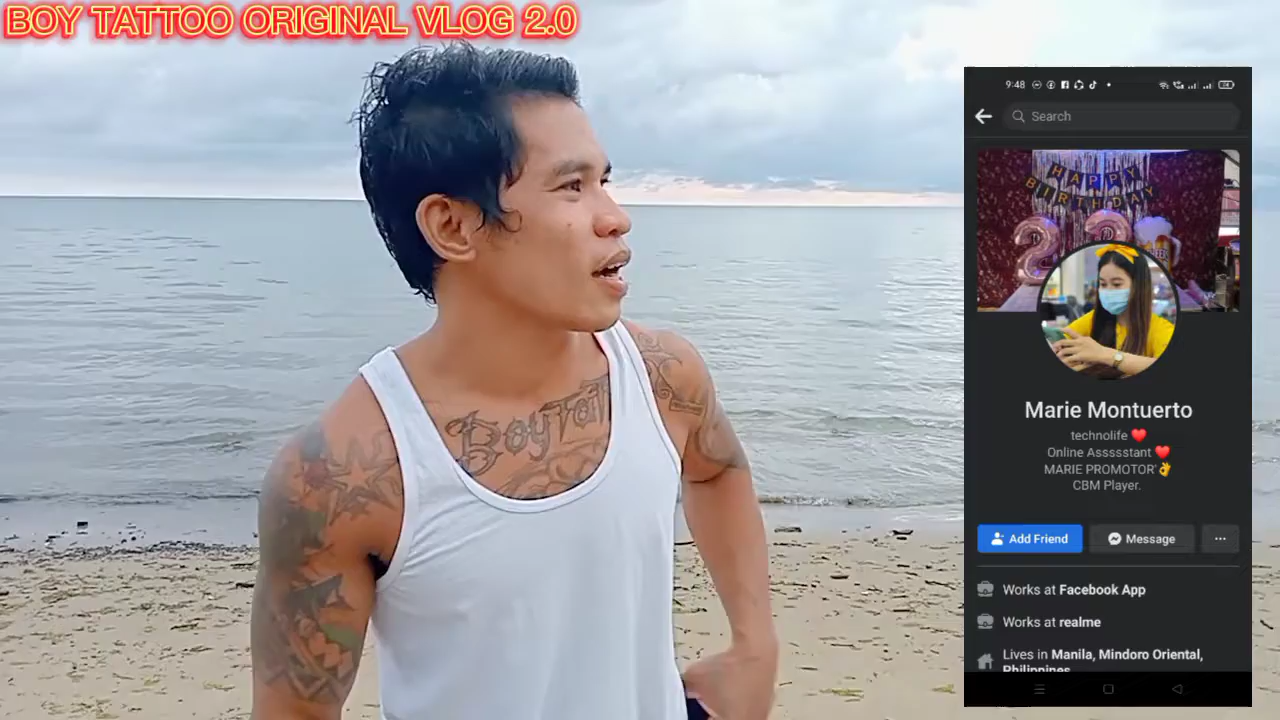 BOY TATTOO ORIGINAL VLOG 2.0
9:48
Search
HAPPY
BIRTHDAY
Marie Montuerto
technolife ❤️
Online Assssstant ❤️
MARIE PROMOTOR'👌
CBM Player.
Add Friend
Message
Works at Facebook App
Works at realme
Lives in Manila, Mindoro Oriental,
Philippines